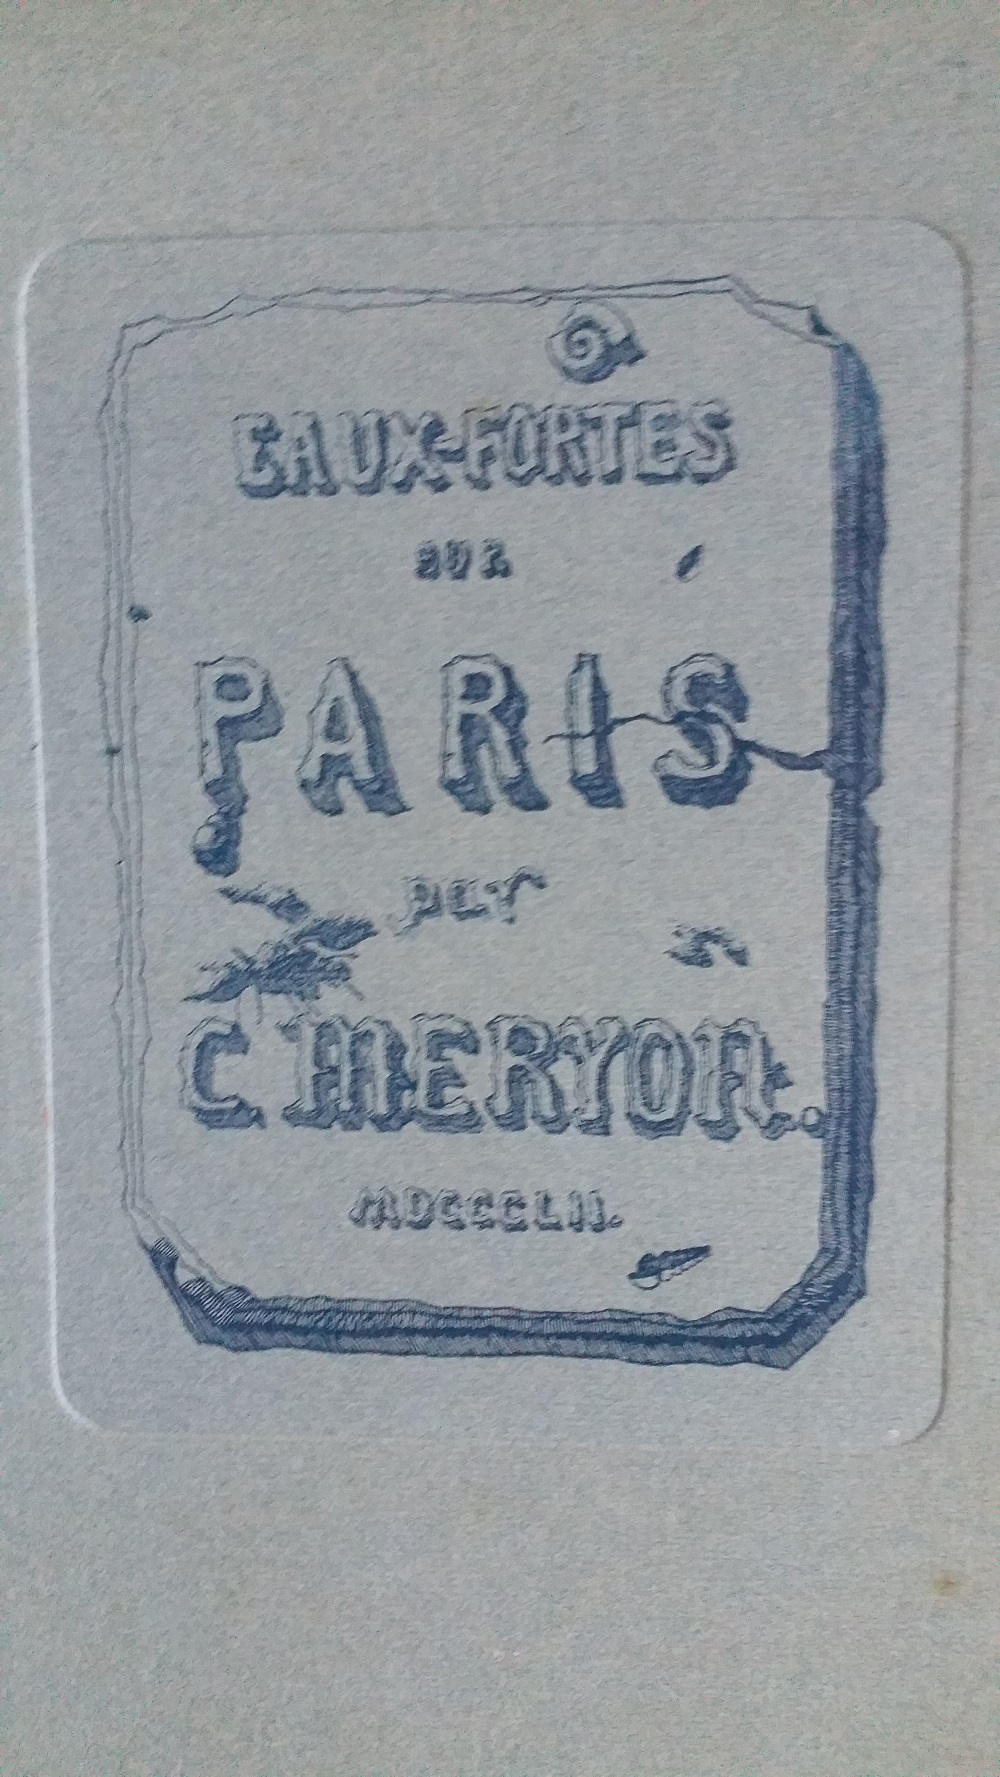 EAUX-FORTES
SUR
PARIS
PAR
C MERYON.
MDCCCLII.